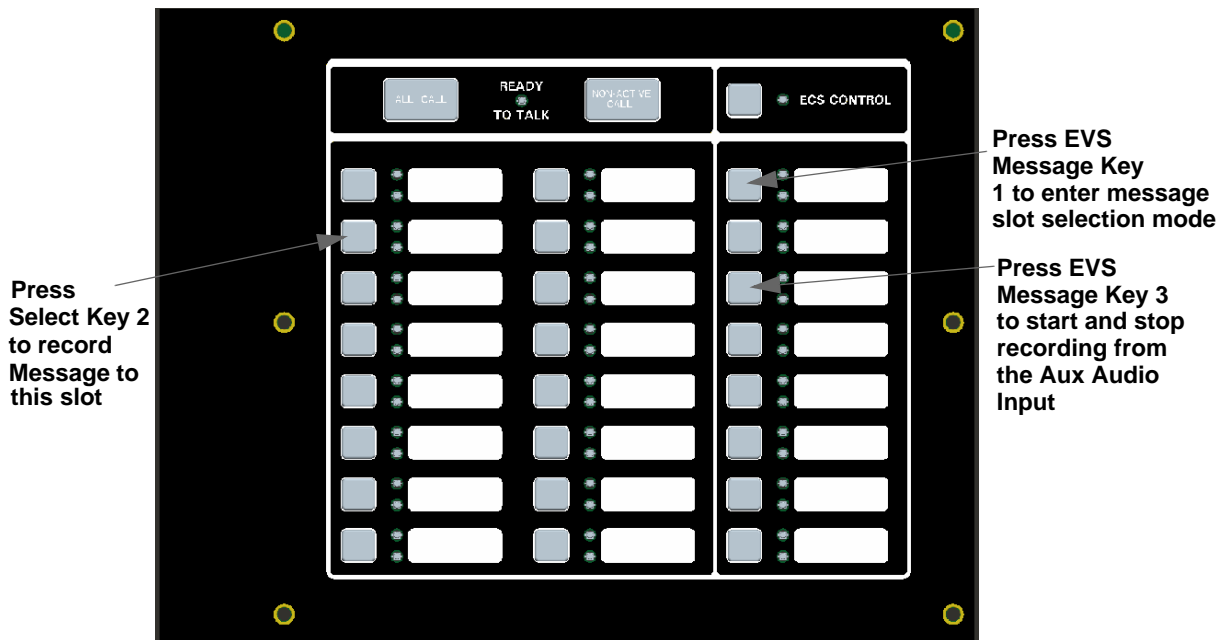 ALL CALL
READY
TO TALK
NON-ACTIVE
CALL
ECS CONTROL
Press EVS
Message Key
1 to enter message
slot selection mode
Press EVS
Message Key 3
to start and stop
recording from
the Aux Audio
Input
Press
Select Key 2
to record
Message to
this slot